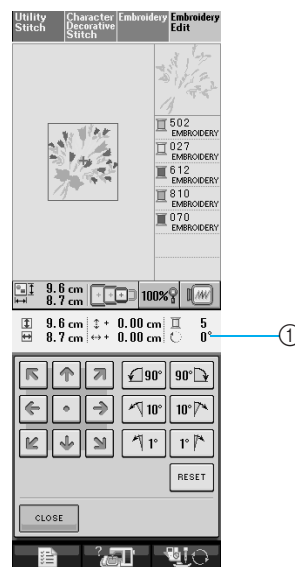 Utility Stitch
Character Decorative Stitch
Embroidery
Embroidery Edit
502
EMBROIDERY
027
EMBROIDERY
612
EMBROIDERY
810
EMBROIDERY
070
EMBROIDERY
9.6 cm
8.7 cm
100%
9.6 cm + 0.00 cm 5
8.7 cm + 0.00 cm 0°
①
90° 90°
10° 10°
1° 1°
RESET
CLOSE
?